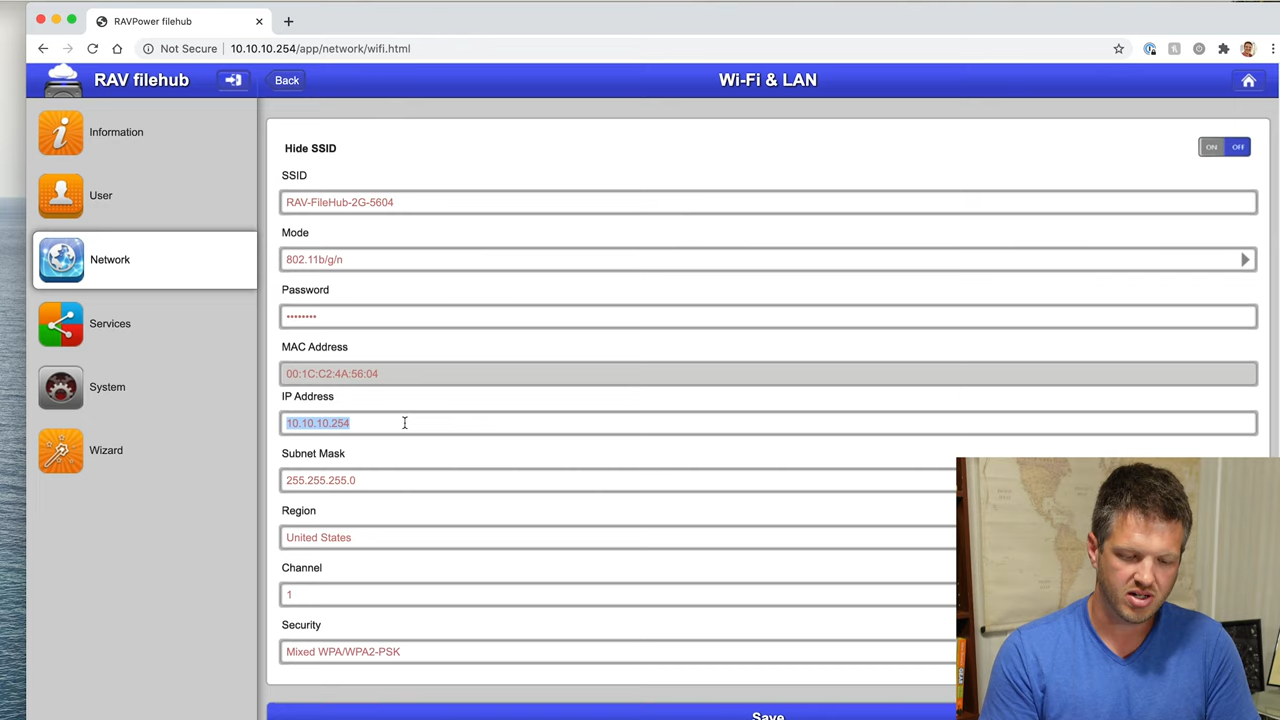 RAVPower filehub
Not Secure
10.10.10.254/app/network/wifi.html
RAV filehub
Back
Wi-Fi & LAN
Information
User
Network
Services
System
Wizard
Hide SSID
ON OFF
SSID
RAV-FileHub-2G-5604
Mode
802.11b/g/n
Password
••••••••
MAC Address
00:1C:C2:4A:56:04
IP Address
10.10.10.254
Subnet Mask
255.255.255.0
Region
United States
Channel
1
Security
Mixed WPA/WPA2-PSK
Save